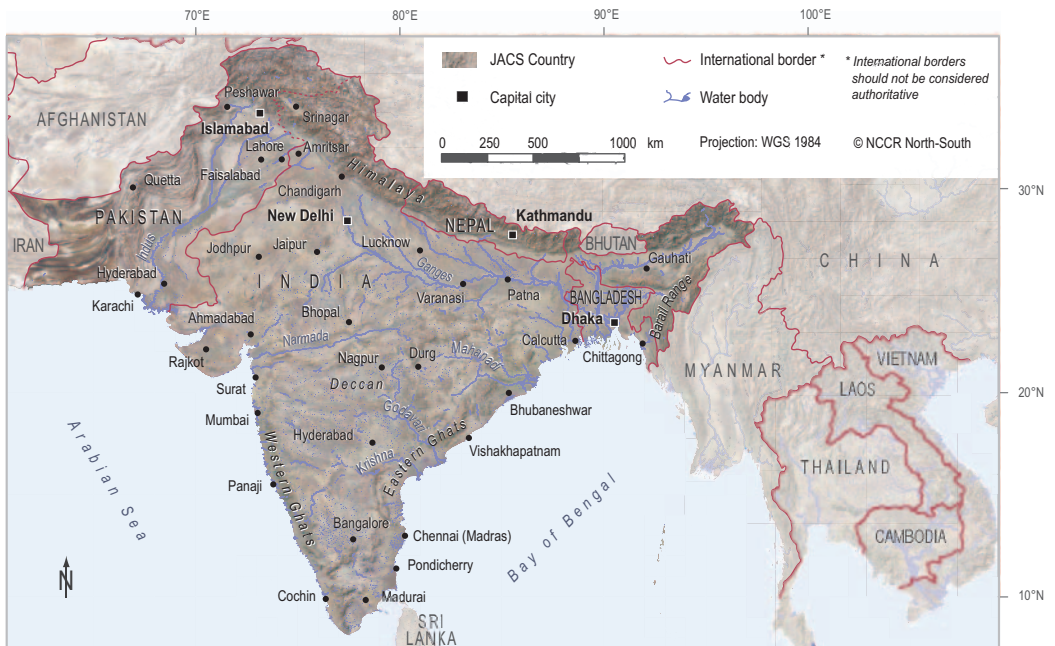 70°E
80°E
90°E
100°E
JACS Country
International border *
* International borders
should not be considered
authoritative
Capital city
Water body
0 250 500 1000 km
Projection: WGS 1984
© NCCR North-South
AFGHANISTAN
Peshawar
Islamabad
Srinagar
Lahore
Amritsar
Faisalabad
Quetta
Chandigarh
Himalaya
30°N
PAKISTAN
New Delhi
NEPAL
Kathmandu
IRAN
Indus
Jodhpur
Jaipur
Lucknow
Ganges
BHUTAN
Gauhati
CHINA
Hyderabad
INDIA
Karachi
Varanasi
Patna
BANGLADESH
Barail Range
Ahmadabad
Bhopal
Dhaka
Narmada
Calcutta
Chittagong
Rajkot
Nagpur
Durg
Mahanadi
MYANMAR
VIETNAM
Surat
Deccan
LAOS
20°N
Mumbai
Godavari
Bhubaneshwar
Arabian Sea
Western Ghats
Hyderabad
Eastern Ghats
Vishakhapatnam
Krishna
THAILAND
Panaji
Bay of Bengal
Bangalore
Chennai (Madras)
CAMBODIA
Pondicherry
N
Cochin
Madurai
10°N
SRI
LANKA